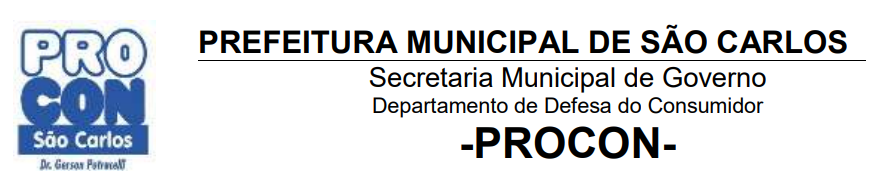 PRO
CON
São Carlos
PREFEITURA MUNICIPAL DE SÃO CARLOS
Secretaria Municipal de Governo
Departamento de Defesa do Consumidor
-PROCON-